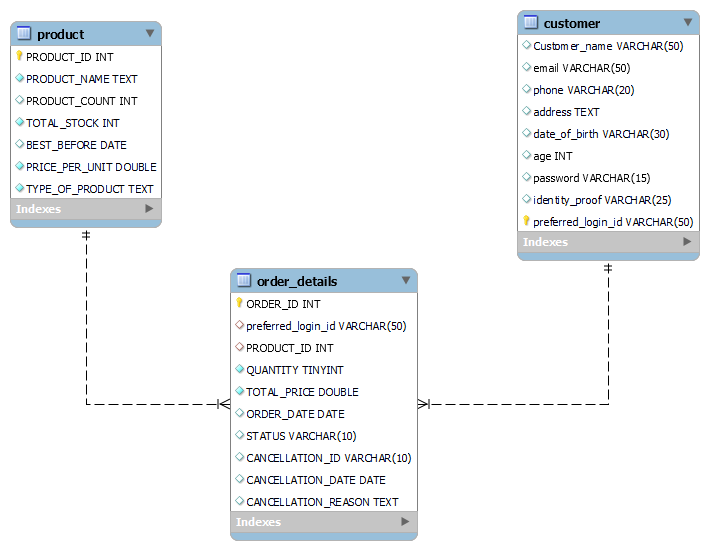 product
PRODUCT_ID INT
PRODUCT_NAME TEXT
PRODUCT_COUNT INT
TOTAL_STOCK INT
BEST_BEFORE DATE
PRICE_PER_UNIT DOUBLE
TYPE_OF_PRODUCT TEXT
Indexes
customer
Customer_name VARCHAR(50)
email VARCHAR(50)
phone VARCHAR(20)
address TEXT
date_of_birth VARCHAR(30)
age INT
password VARCHAR(15)
identity_proof VARCHAR(25)
preferred_login_id VARCHAR(50)
Indexes
order_details
ORDER_ID INT
preferred_login_id VARCHAR(50)
PRODUCT_ID INT
QUANTITY TINYINT
TOTAL_PRICE DOUBLE
ORDER_DATE DATE
STATUS VARCHAR(10)
CANCELLATION_ID VARCHAR(10)
CANCELLATION_DATE DATE
CANCELLATION_REASON TEXT
Indexes